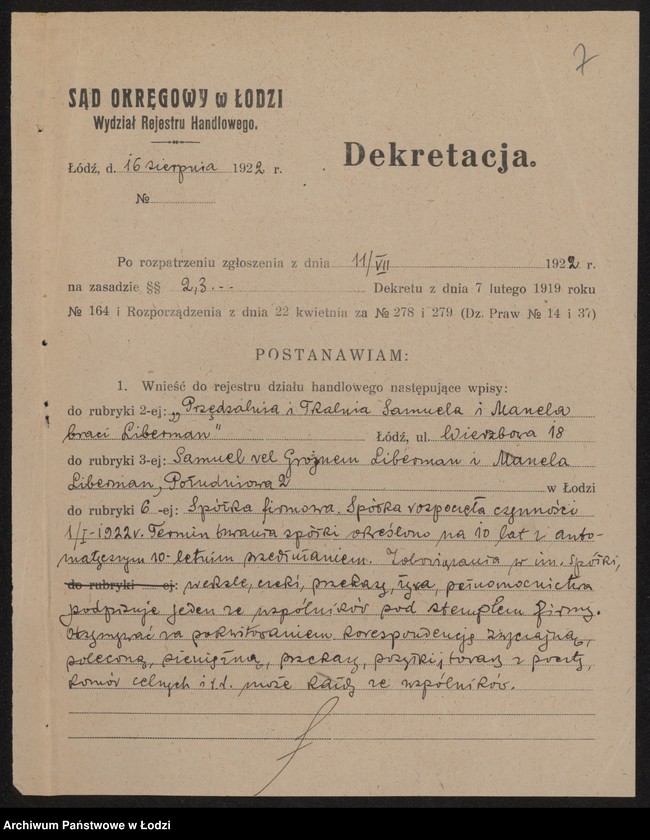 7
SĄD OKRĘGOWY w ŁODZI
Wydział Rejestru Handlowego.
Dekretacja.
Łódź, d. 16 sierpnia 1922 r.
№
Po rozpatrzeniu zgłoszenia z dnia 11/VII 1922 r.
na zasadzie §§ 2,3.-- Dekretu z dnia 7 lutego 1919 roku
№ 164 i Rozporządzenia z dnia 22 kwietnia za № 278 i 279 (Dz. Praw № 14 i 37)
POSTANAWIAM:
1. Wnieść do rejestru działu handlowego następujące wpisy:
do rubryki 2-ej: „Przędzalnia i Tkalnia Samuela i Manela
braci Liberman" Łódź, ul. Wierzbowa 18
do rubryki 3-ej: Samuel vel Liberman i Manela
Liberman, Południowa 2 w Łodzi
do rubryki 6-ej: Spółka firmowa. Spółka rozpoczęła czynności
1/I-1922 r. Termin trwania spółki określono na 10 lat z auto-
matycznym 10-letnim przedłużaniem. Zobowiązania w im. spółki,
do rubryki ej: weksle, czeki, przekazy, żyra, pełnomocnictwa
podpisuje jeden ze wspólników pod stemplem firmy.
Otrzymywać za pokwitowaniem korespondencję zwyczajną,
poleconą, pieniężną, przekazy, posyłki, towary z poczty,
komór celnych i t.d. może każdy ze wspólników.
Archiwum Państwowe w Łodzi